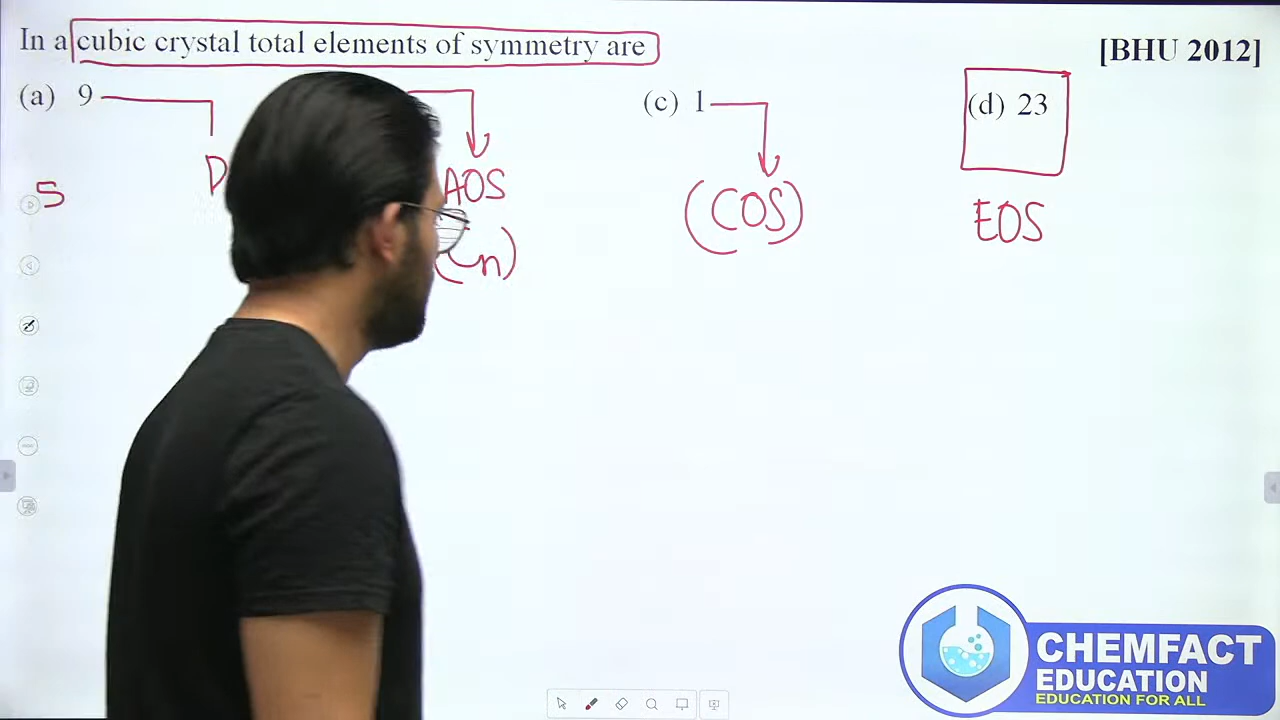 In a cubic crystal total elements of symmetry are [BHU 2012]
(a) 9 (c) 1 (d) 23
5 AOS (COS) EOS
n)
CHEMFACT
EDUCATION
EDUCATION FOR ALL